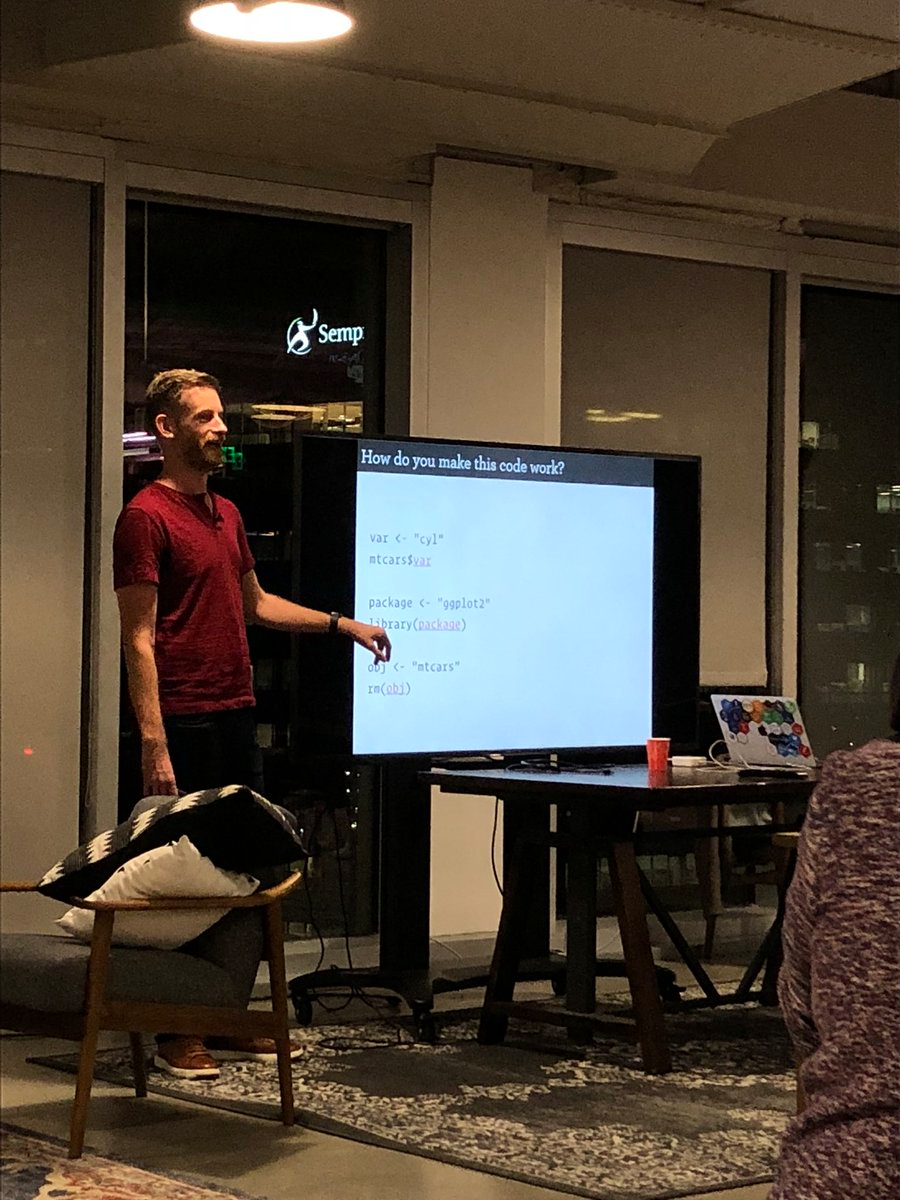 Semp
How do you make this code work?
var <- "cyl"
mtcars$var
package <- "ggplot2"
library(package)
obj <- "mtcars"
rm(obj)